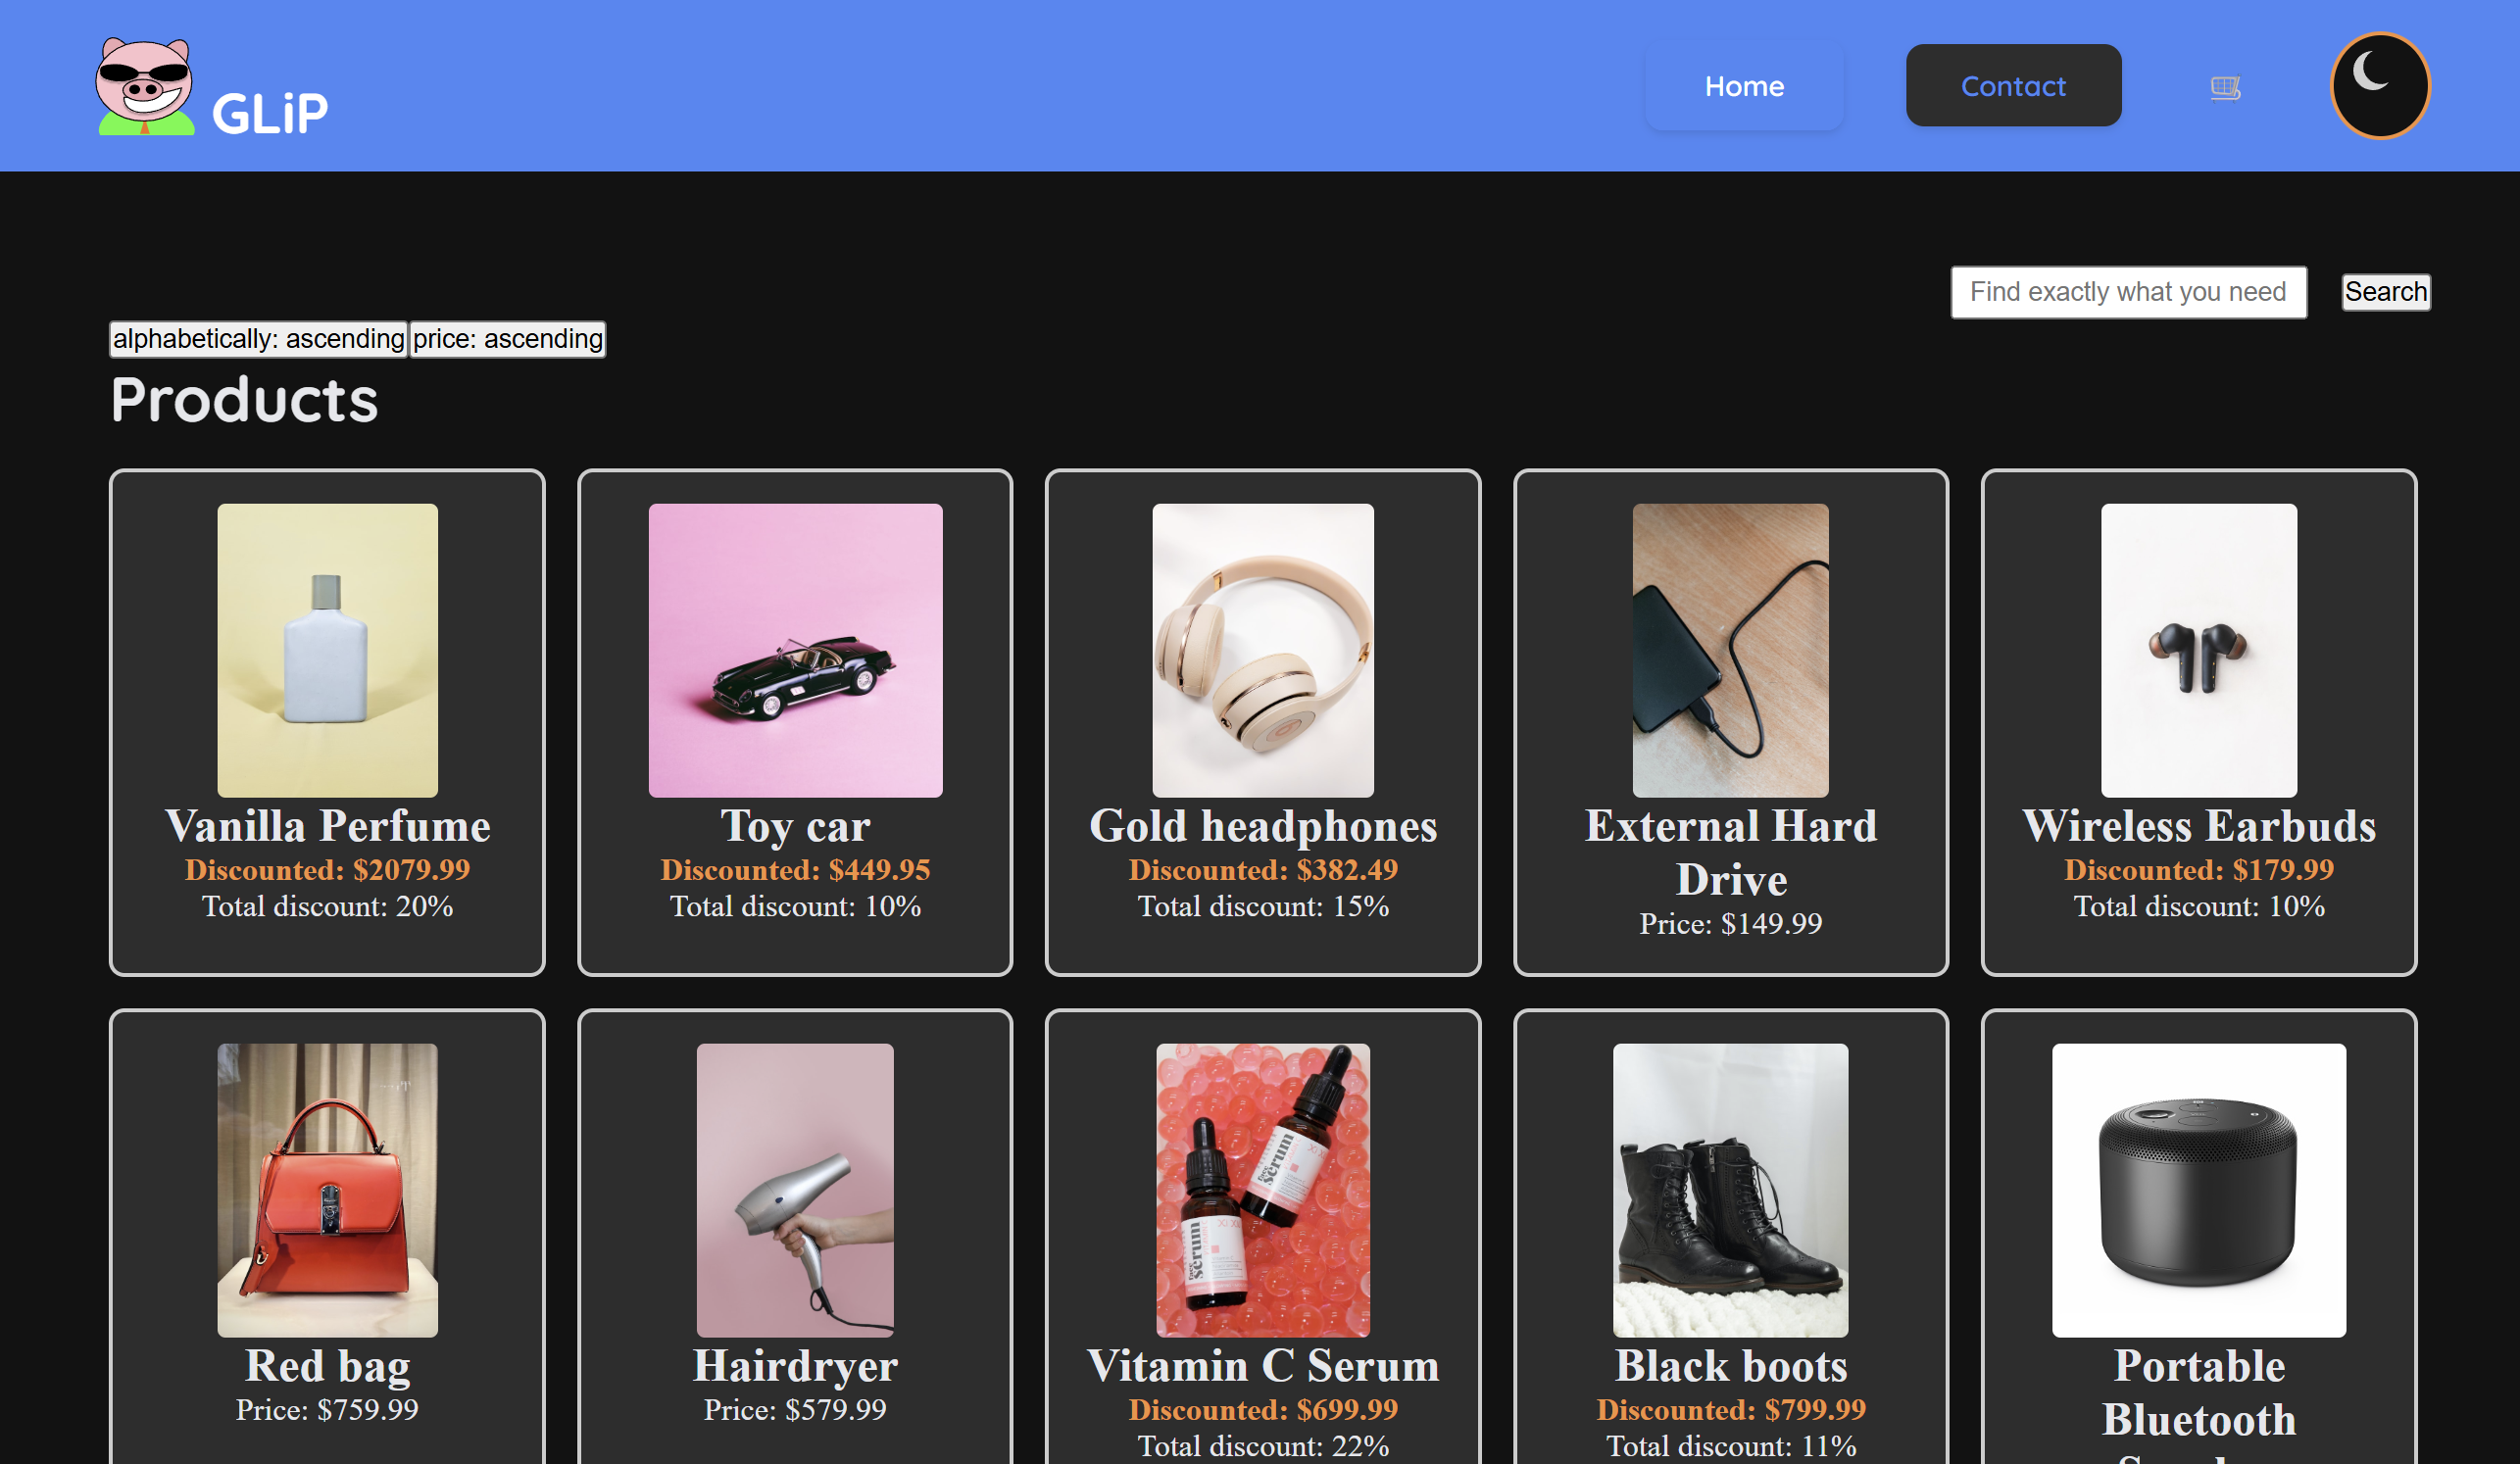 GLiP
Home
Contact
Find exactly what you need
Search
alphabetically: ascending
price: ascending
Products
Vanilla Perfume
Discounted: $2079.99
Total discount: 20%
Toy car
Discounted: $449.95
Total discount: 10%
Gold headphones
Discounted: $382.49
Total discount: 15%
External Hard
Drive
Price: $149.99
Wireless Earbuds
Discounted: $179.99
Total discount: 10%
Red bag
Price: $759.99
Hairdryer
Price: $579.99
face
serum
face
serum
Vitamin C Serum
Discounted: $699.99
Total discount: 22%
Black boots
Discounted: $799.99
Total discount: 11%
Portable
Bluetooth